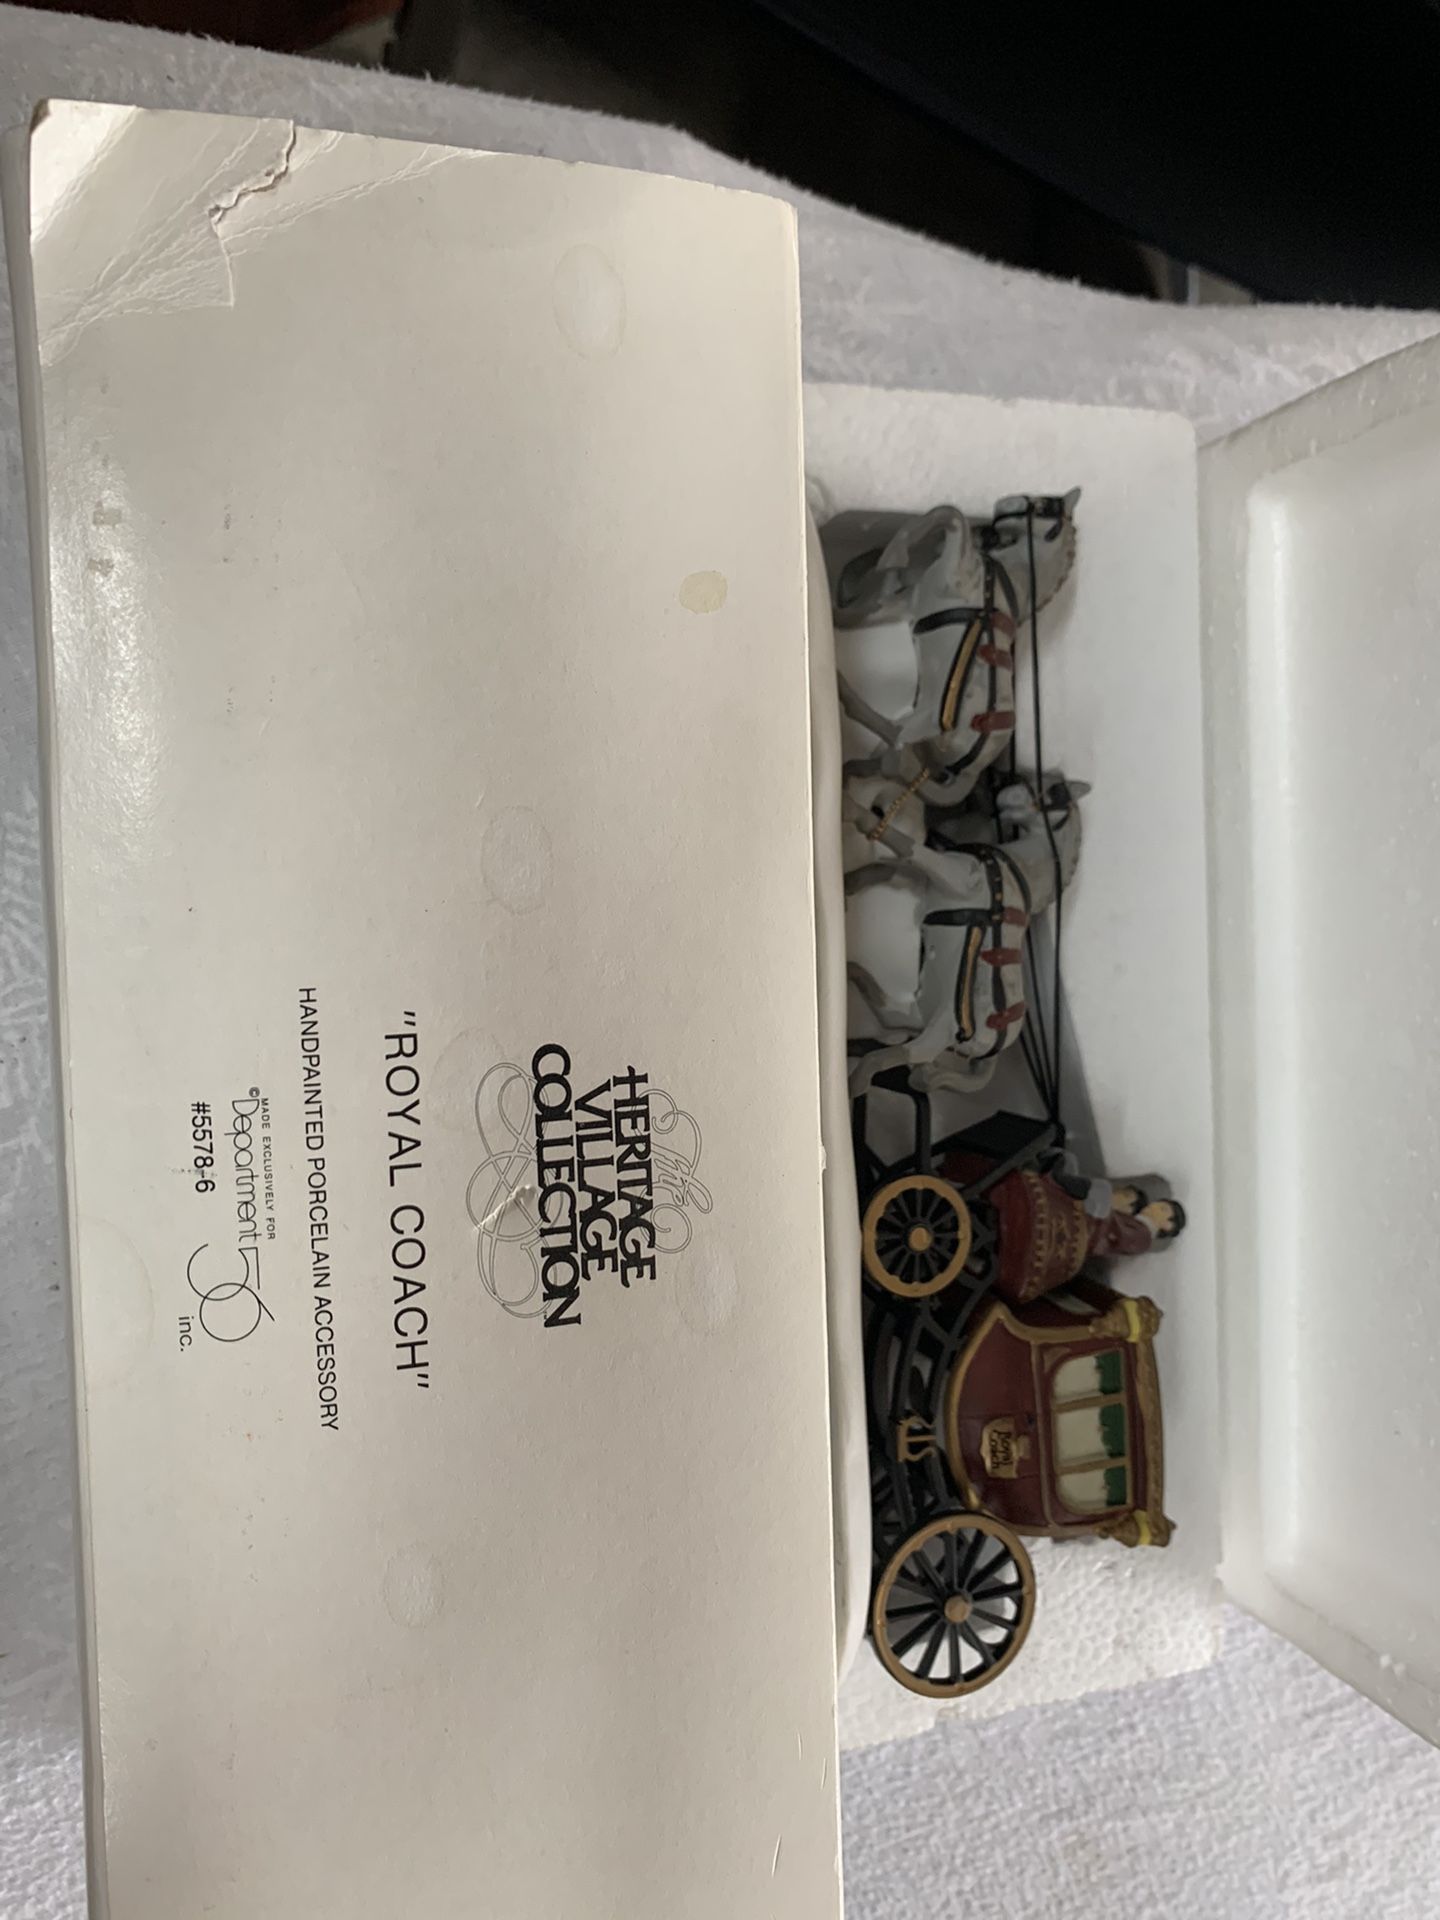 The
HERITAGE
VILLAGE
COLLECTION
"ROYAL COACH"
HANDPAINTED PORCELAIN ACCESSORY
MADE EXCLUSIVELY FOR
©Department 56 inc.
#5578-6
Royal
Coach